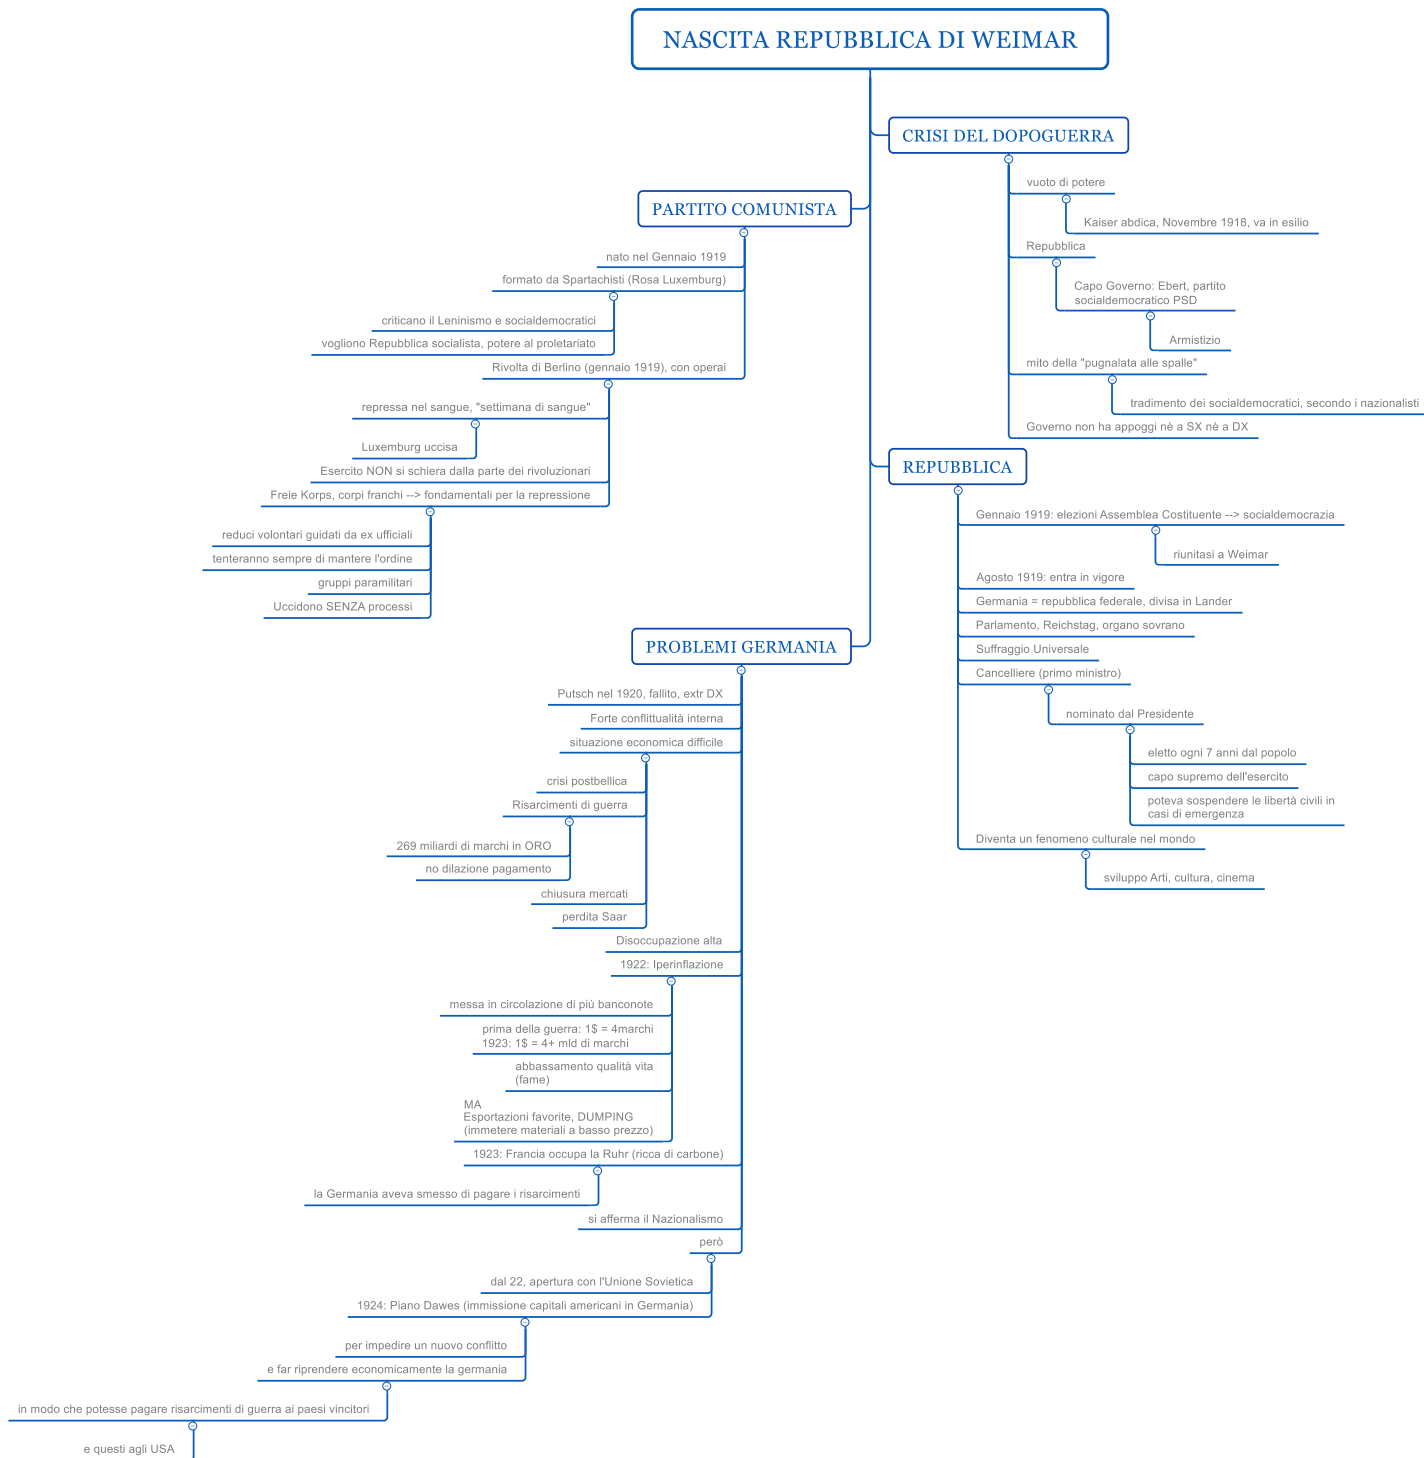 NASCITA REPUBBLICA DI WEIMAR
CRISI DEL DOPOGUERRA
vuoto di potere
Kaiser abdica, Novembre 1918, va in esilio
Repubblica
Capo Governo: Ebert, partito
socialdemocratico PSD
Armistizio
mito della "pugnalata alle spalle"
tradimento dei socialdemocratici, secondo i nazionalisti
Governo non ha appoggi nè a SX nè a DX
PARTITO COMUNISTA
nato nel Gennaio 1919
formato da Spartachisti (Rosa Luxemburg)
criticano il Leninismo e socialdemocratici
vogliono Repubblica socialista, potere al proletariato
Rivolta di Berlino (gennaio 1919), con operai
repressa nel sangue, "settimana di sangue"
Luxemburg uccisa
Esercito NON si schiera dalla parte dei rivoluzionari
Freie Korps, corpi franchi --> fondamentali per la repressione
reduci volontari guidati da ex ufficiali
tenteranno sempre di mantere l'ordine
gruppi paramilitari
Uccidono SENZA processi
REPUBBLICA
Gennaio 1919: elezioni Assemblea Costituente --> socialdemocrazia
riunitasi a Weimar
Agosto 1919: entra in vigore
Germania = repubblica federale, divisa in Lander
Parlamento, Reichstag, organo sovrano
Suffraggio Universale
Cancelliere (primo ministro)
nominato dal Presidente
eletto ogni 7 anni dal popolo
capo supremo dell'esercito
poteva sospendere le libertà civili in
casi di emergenza
Diventa un fenomeno culturale nel mondo
sviluppo Arti, cultura, cinema
PROBLEMI GERMANIA
Putsch nel 1920, fallito, extr DX
Forte conflittualità interna
situazione economica difficile
crisi postbellica
Risarcimenti di guerra
269 miliardi di marchi in ORO
no dilazione pagamento
chiusura mercati
perdita Saar
Disoccupazione alta
1922: Iperinflazione
messa in circolazione di più banconote
prima della guerra: 1$ = 4marchi
1923: 1$ = 4+ mld di marchi
abbassamento qualità vita
(fame)
MA
Esportazioni favorite, DUMPING
(immetere materiali a basso prezzo)
1923: Francia occupa la Ruhr (ricca di carbone)
la Germania aveva smesso di pagare i risarcimenti
si afferma il Nazionalismo
però
dal 22, apertura con l'Unione Sovietica
1924: Piano Dawes (immissione capitali americani in Germania)
per impedire un nuovo conflitto
e far riprendere economicamente la germania
in modo che potesse pagare risarcimenti di guerra ai paesi vincitori
e questi agli USA